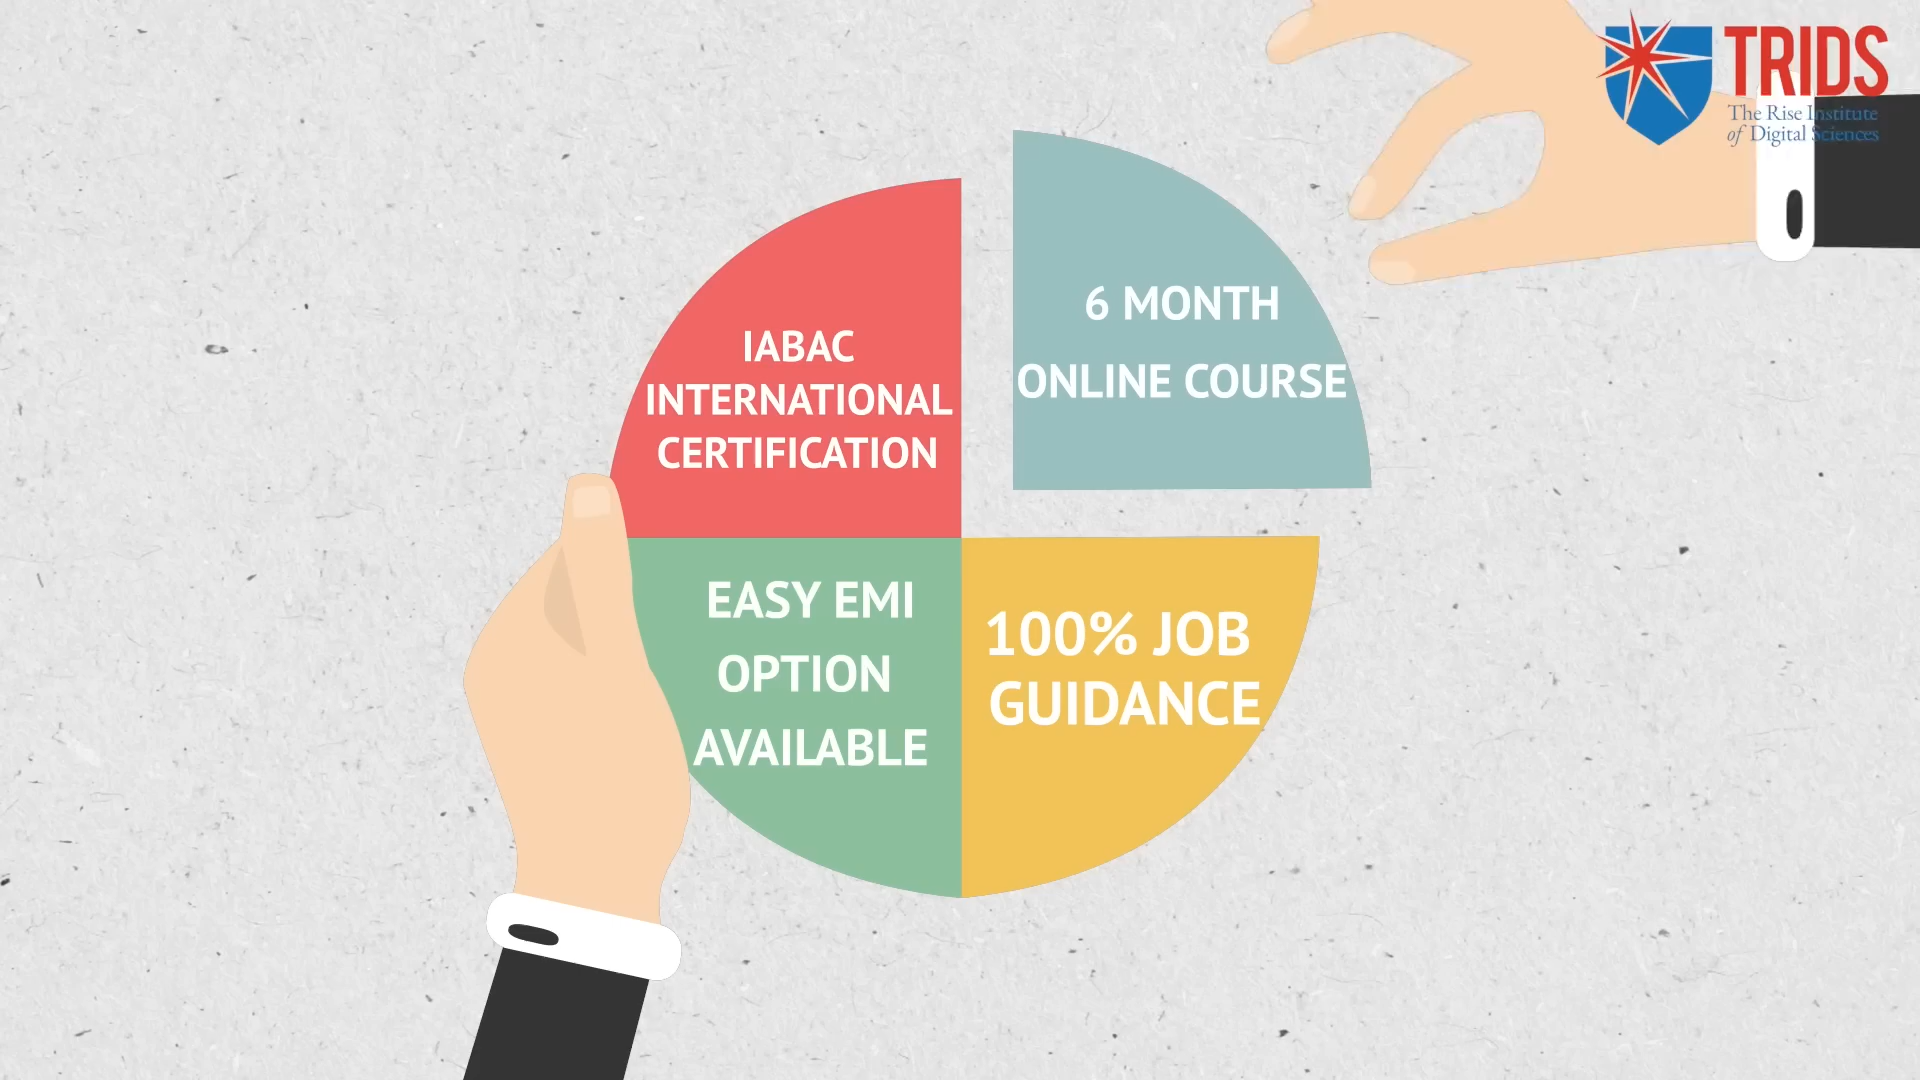 TRIDS
The Rise Institute
of Digital Sciences
IABAC
INTERNATIONAL
CERTIFICATION
6 MONTH
ONLINE COURSE
EASY EMI
OPTION
AVAILABLE
100% JOB
GUIDANCE